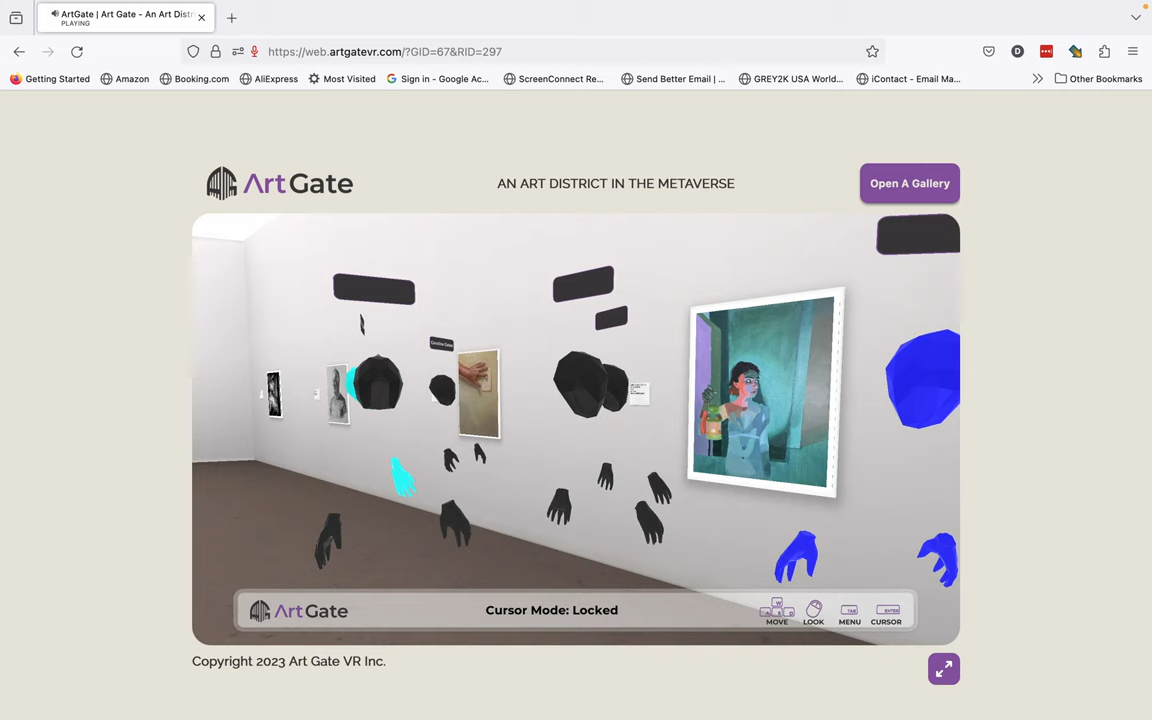 ArtGate | Art Gate - An Art Distri
PLAYING
https://web.artgatevr.com/?GID=67&RID=297
Getting Started
Amazon
Booking.com
AliExpress
Most Visited
Sign in - Google Ac...
ScreenConnect Re...
Send Better Email | ...
GREY2K USA World...
iContact - Email Ma...
Other Bookmarks
ArtGate
AN ART DISTRICT IN THE METAVERSE
Open A Gallery
ArtGate
Cursor Mode: Locked
W
A S D
TAB
ENTER
MOVE
LOOK
MENU
CURSOR
Copyright 2023 Art Gate VR Inc.